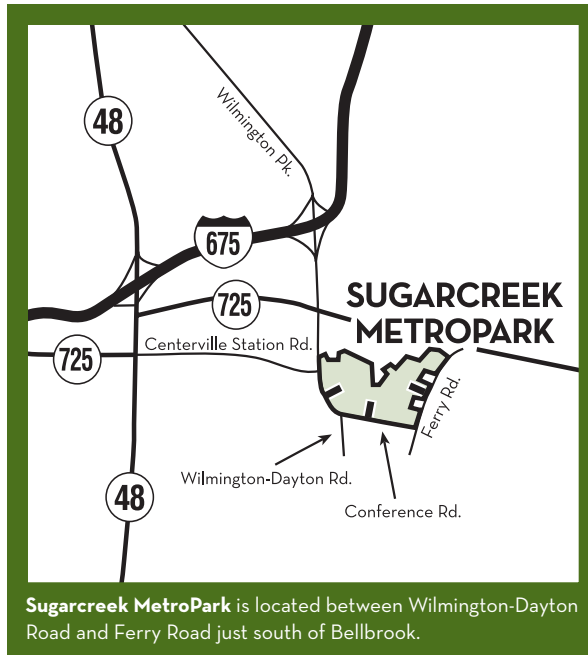 48
Wilmington Pk.
675
725
SUGARCREEK
METROPARK
Centerville Station Rd.
725
Ferry Rd.
Wilmington-Dayton Rd.
48
Conference Rd.
Sugarcreek MetroPark is located between Wilmington-Dayton
Road and Ferry Road just south of Bellbrook.